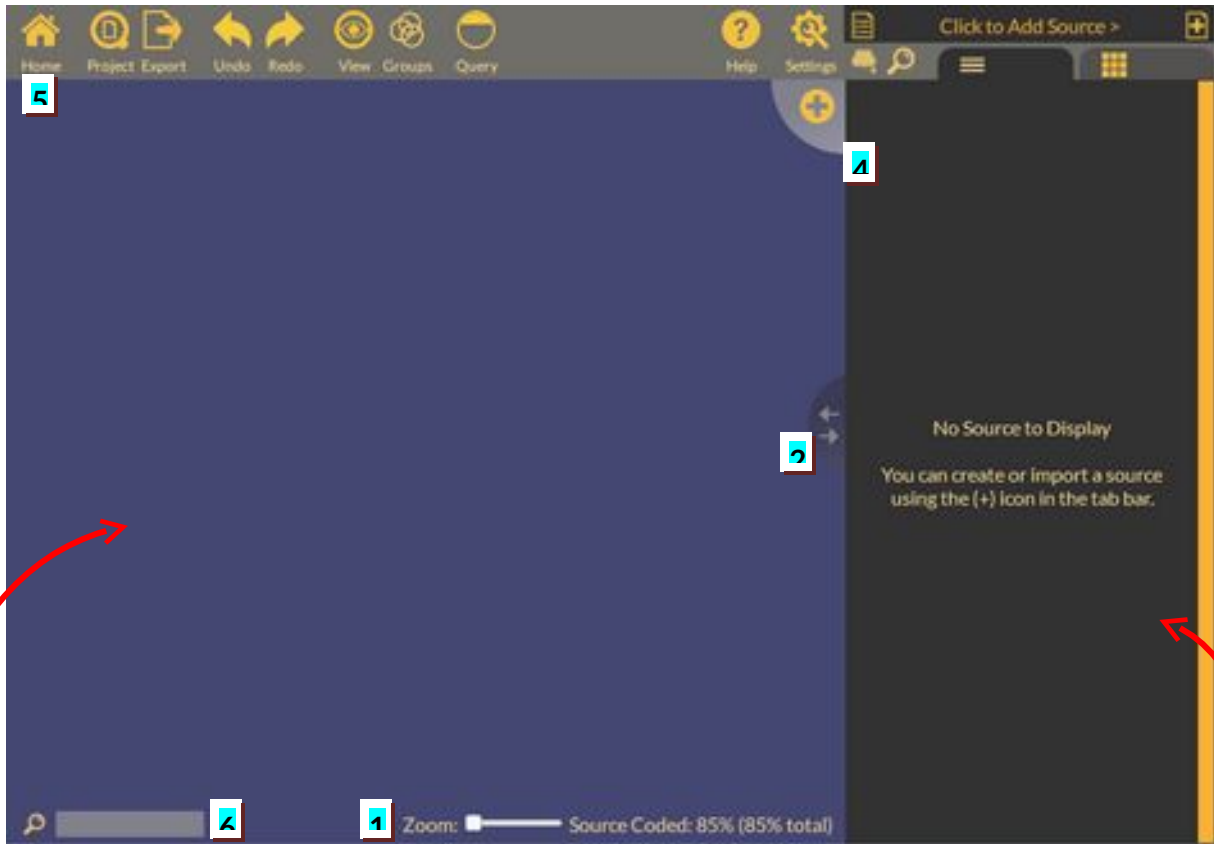 Click to Add Source >
Home Project Export Undo Redo View Groups Query Help Settings
5
4
2
No Source to Display
You can create or import a source
using the (+) icon in the tab bar.
6
1 Zoom: Source Coded: 85% (85% total)